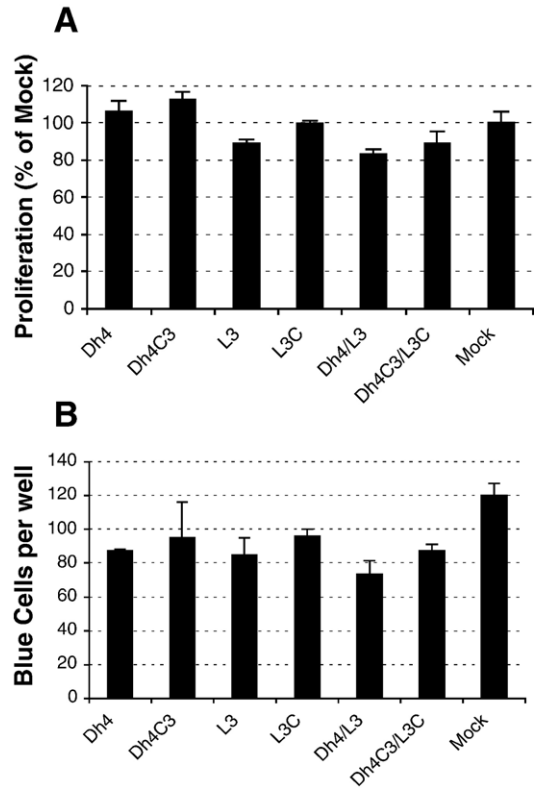 A
Proliferation (% of Mock)
120
100
80
60
40
20
0
Dh4
Dh4C3
L3
L3C
Dh4/L3
Dh4C3/L3C
Mock
B
Blue Cells per well
140
120
100
80
60
40
20
0
Dh4
Dh4C3
L3
L3C
Dh4/L3
Dh4C3/L3C
Mock